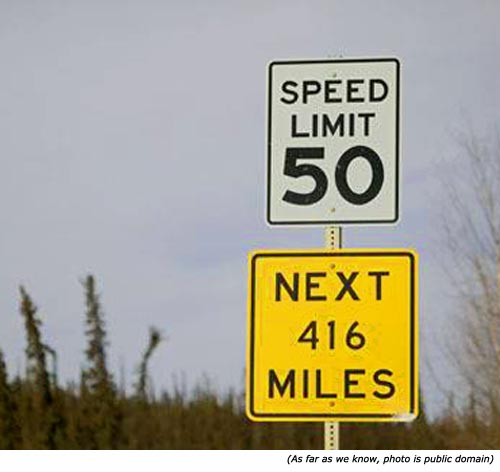 SPEED
LIMIT
50
NEXT
416
MILES
(As far as we know, photo is public domain)